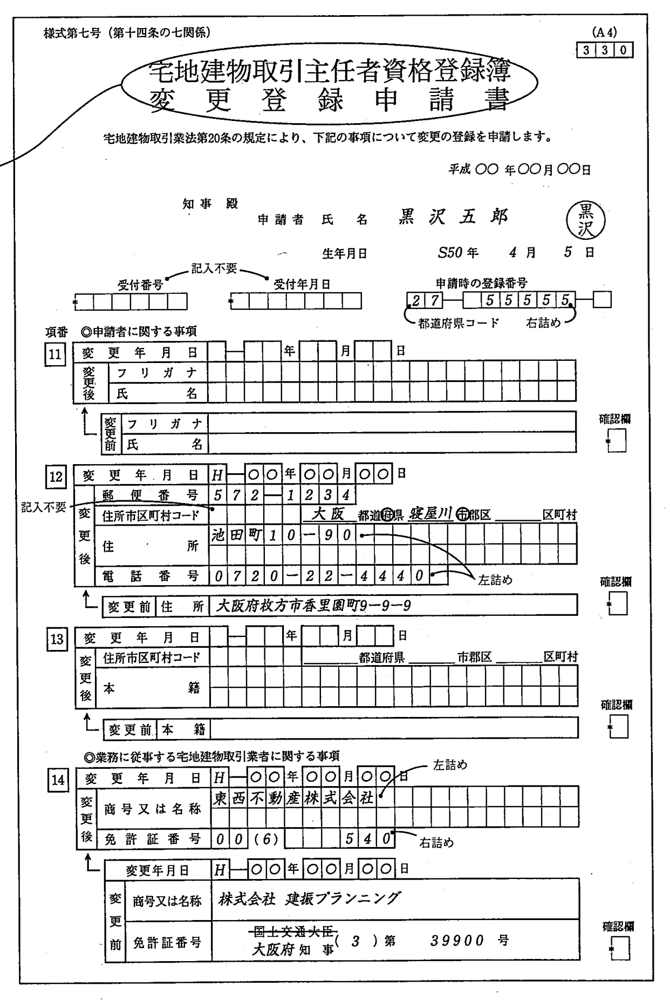 様式第七号（第十四条の七関係）
（A4）
330
宅地建物取引主任者資格登録簿
変更登録申請書
宅地建物取引業法第20条の規定により、下記の事項について変更の登録を申請します。
平成○○年○○月○○日
知事 殿
申請者 氏 名 黒沢五郎 黒沢
生年月日 S50年 4月 5日
記入不要
受付番号 受付年月日 申請時の登録番号
* * 27— 55555—
都道府県コード 右詰め
項番 ◎申請者に関する事項
11 変更年月日 — 年 月 日
変更後 フリガナ
氏名
変更前 フリガナ 確認欄
氏名 *
12 変更年月日 H—○○年○○月○○日
郵便番号 572—1234
記入不要 変更後 住所市区町村コード 大阪 都道府県 寝屋川 市郡区 区町村
住所 池田町10−90
電話番号 0720−22−4440 左詰め
確認欄
変更前 住所 大阪府枚方市香里園町9−9−9 *
13 変更年月日 — 年 月 日
変更後 住所市区町村コード 都道府県 市郡区 区町村
本籍
確認欄
変更前 本籍 *
◎業務に従事する宅地建物取引業者に関する事項
左詰め
14 変更年月日 H—○○年○○月○○日
変更後 商号又は名称 東西不動産株式会社
免許証番号 00(6) 540 右詰め
変更年月日 H—○○年○○月○○日
変更前 商号又は名称 株式会社 建振プランニング
確認欄
免許証番号 国土交通大臣 大阪府知事 ( 3 ) 第 39900 号 *